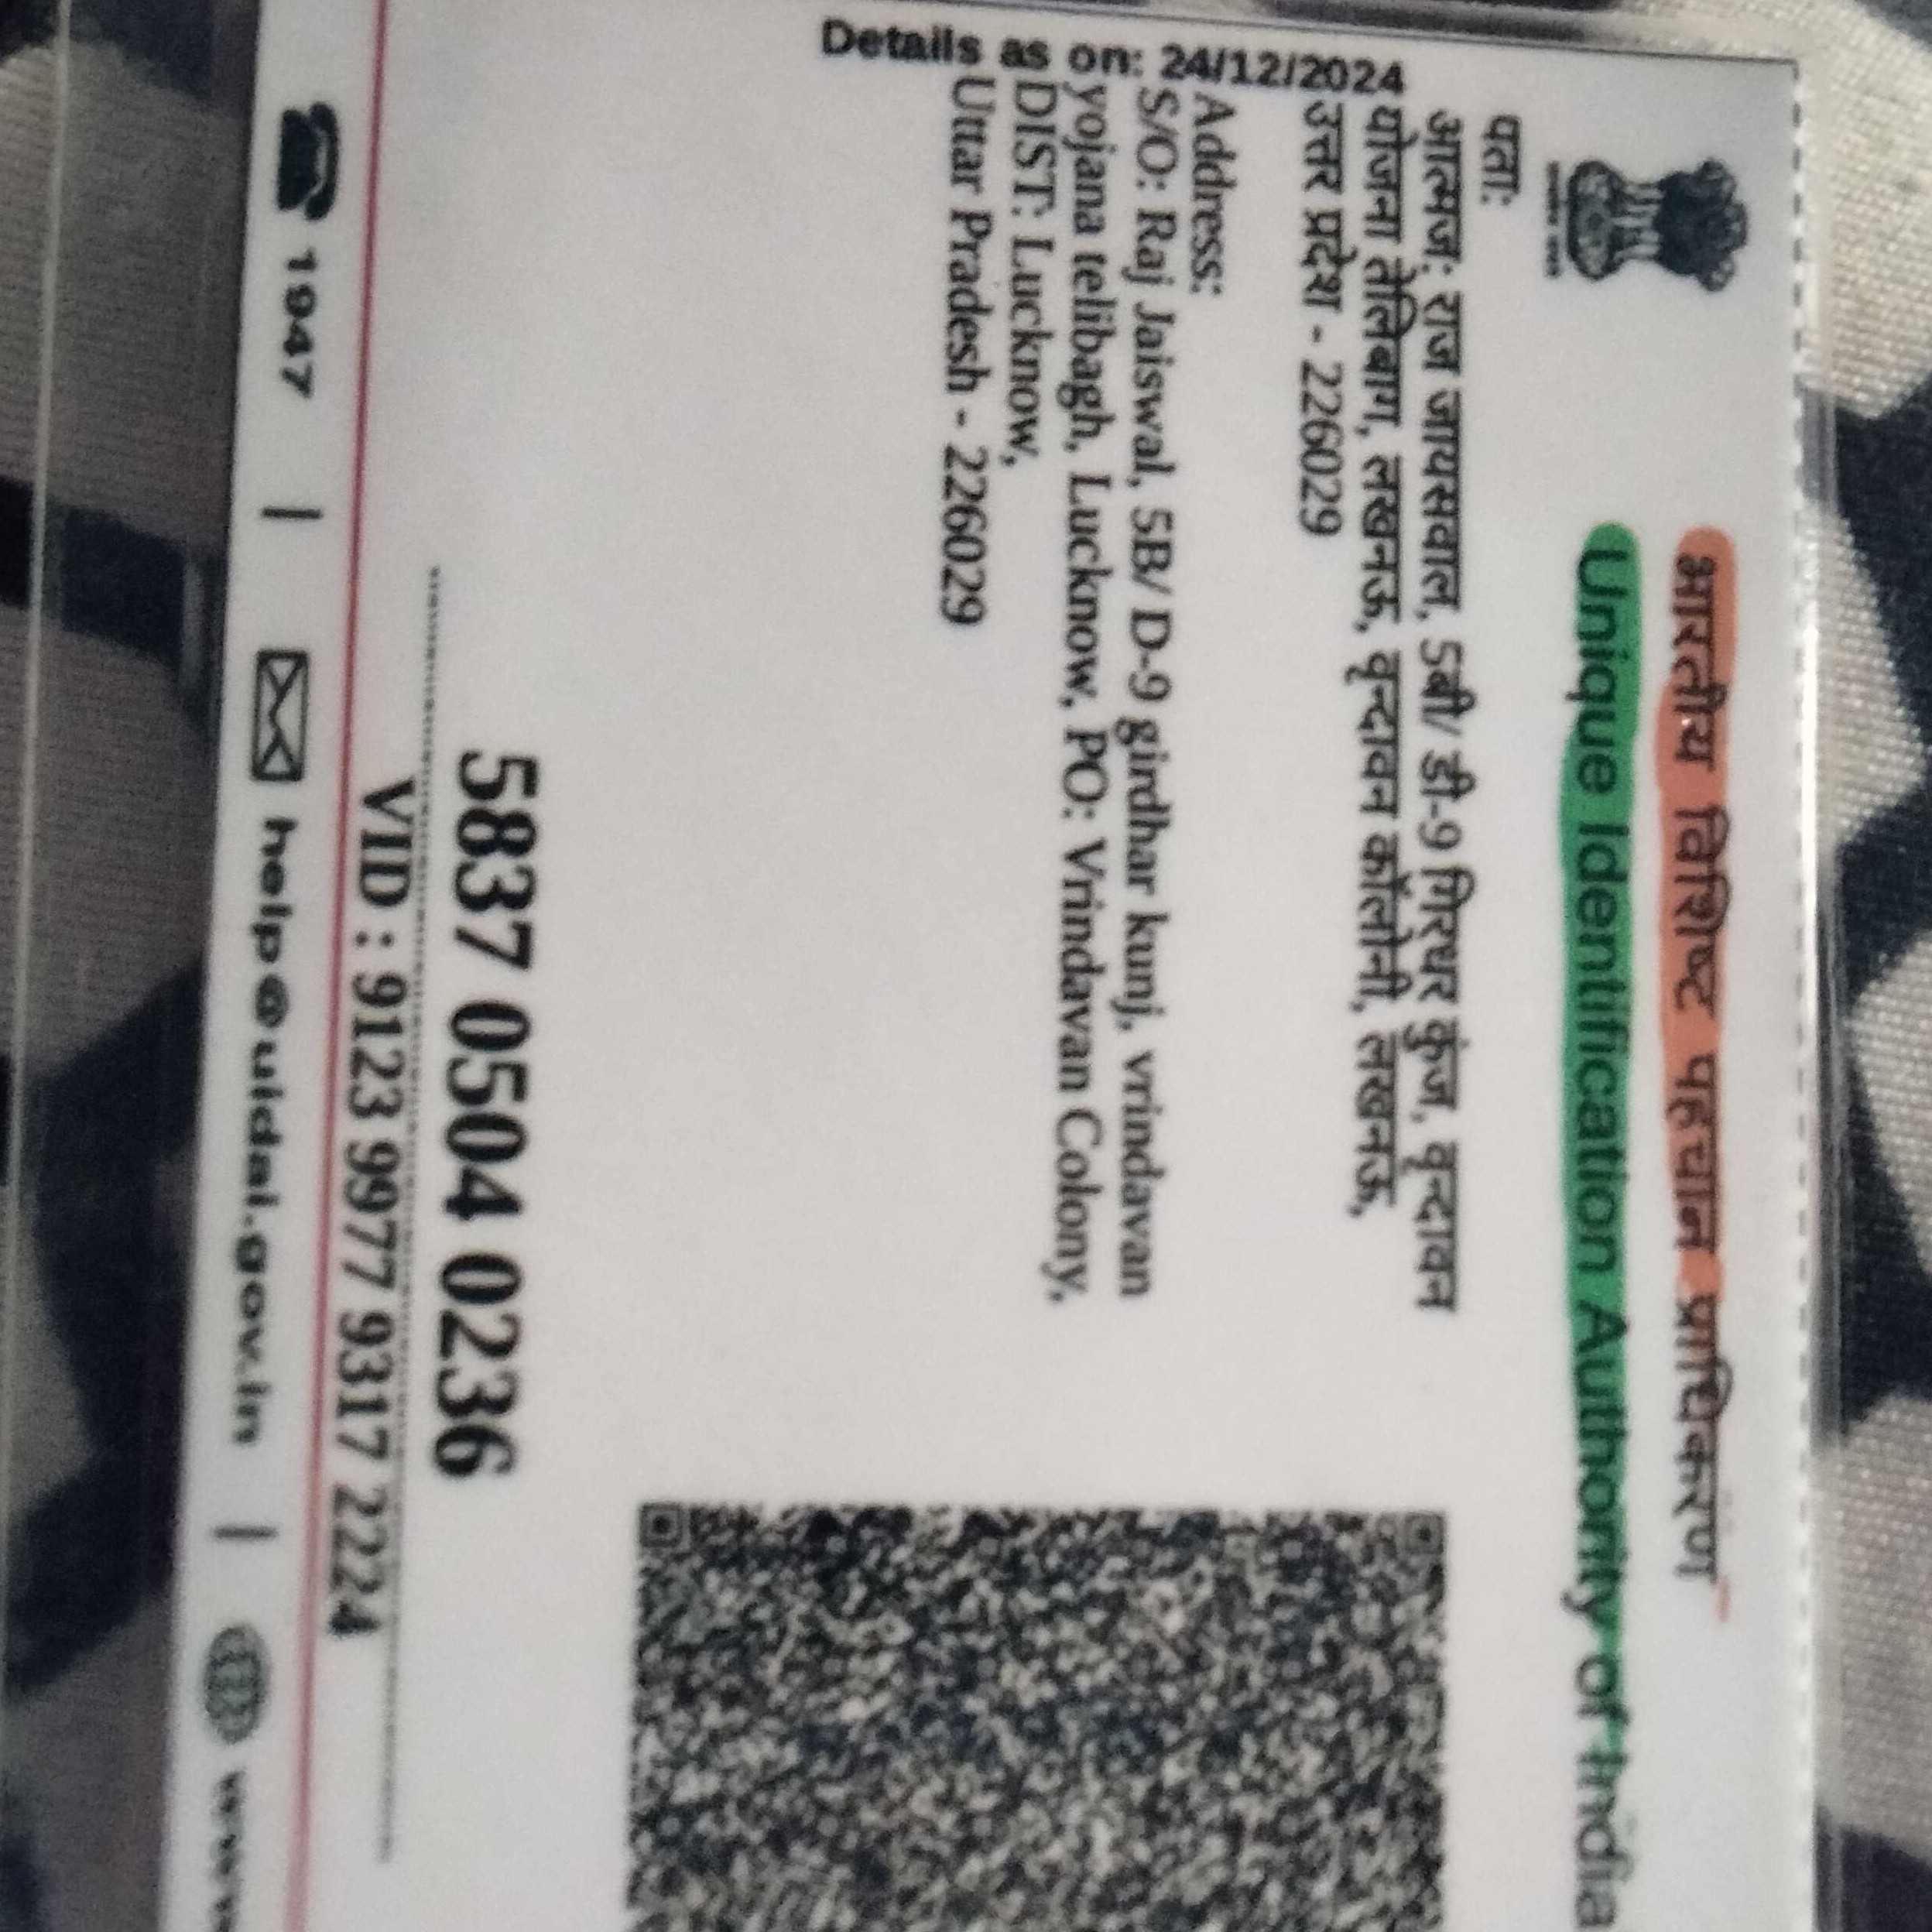 भारतीय विशिष्ट पहचान प्राधिकरण
Unique Identification Authority of India
पता:
आत्मज: राज जायसवाल, 5बी/ डी-9 गिरधर कुंज, वृन्दावन
योजना तेलिबाग, लखनऊ, वृन्दावन कॉलोनी, लखनऊ,
उत्तर प्रदेश - 226029
Address:
S/O: Raj Jaiswal, 5B/ D-9 girdhar kunj, vrindavan
yojana telibagh, Lucknow, PO: Vrindavan Colony,
DIST: Lucknow,
Uttar Pradesh - 226029
Details as on: 24/12/2024
5837 0504 0236
VID : 9123 9977 9317 2224
1947 | help@uidai.gov.in | www